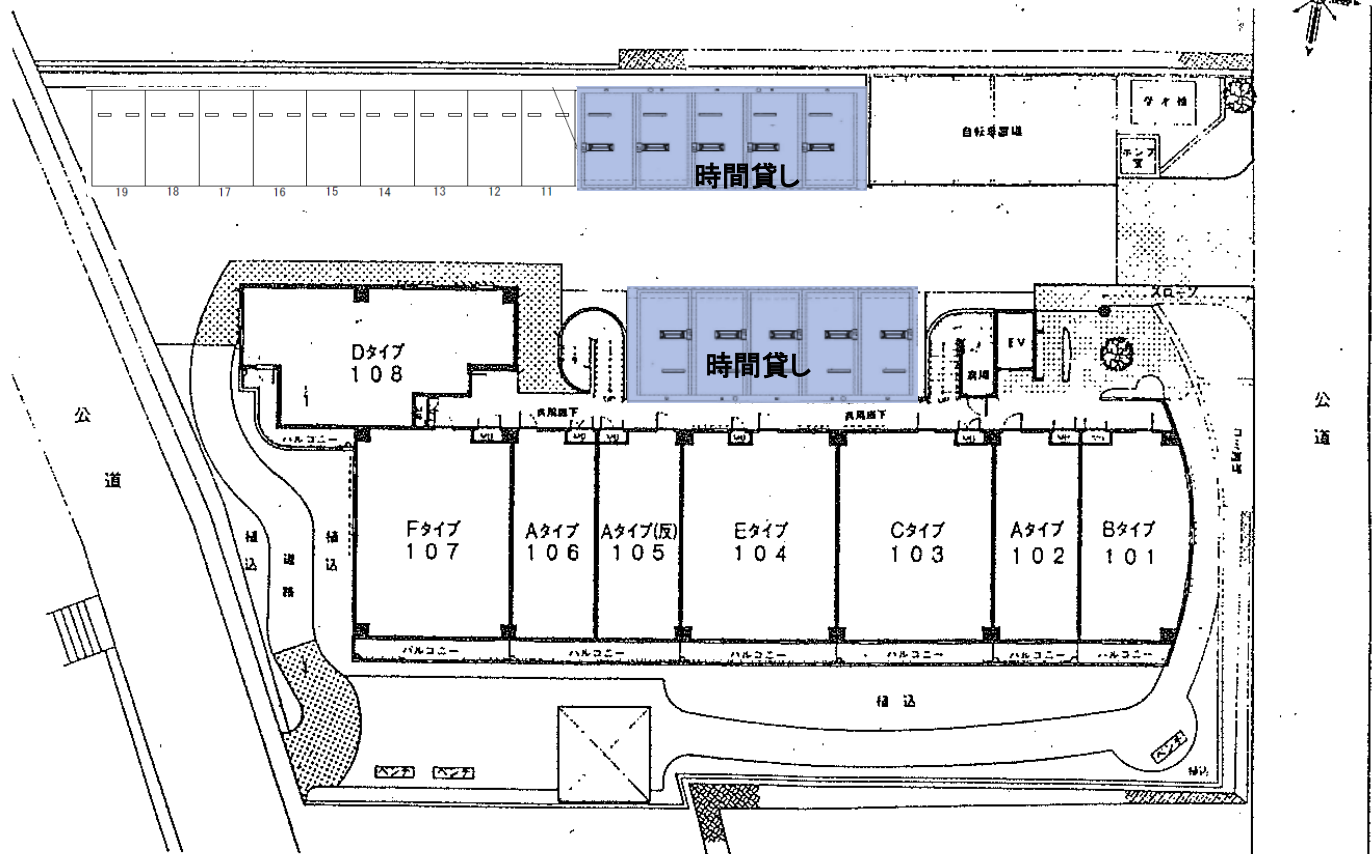 自転車置場
ゴミ置
ポンプ
室
時間貸し
19 18 17 16 15 14 13 12 11
スロープ
Dタイプ
108
EV
時間貸し
公
道
公
道
共用廊下
共用廊下
バルコニー
Fタイプ
107
Aタイプ
106
Aタイプ(反)
105
Eタイプ
104
Cタイプ
103
Aタイプ
102
Bタイプ
101
植
込
通
路
植
込
バルコニー
バルコニー
バルコニー
バルコニー
バルコニー
バルコニー
植込
ベンチ
ベンチ
ベンチ
植込